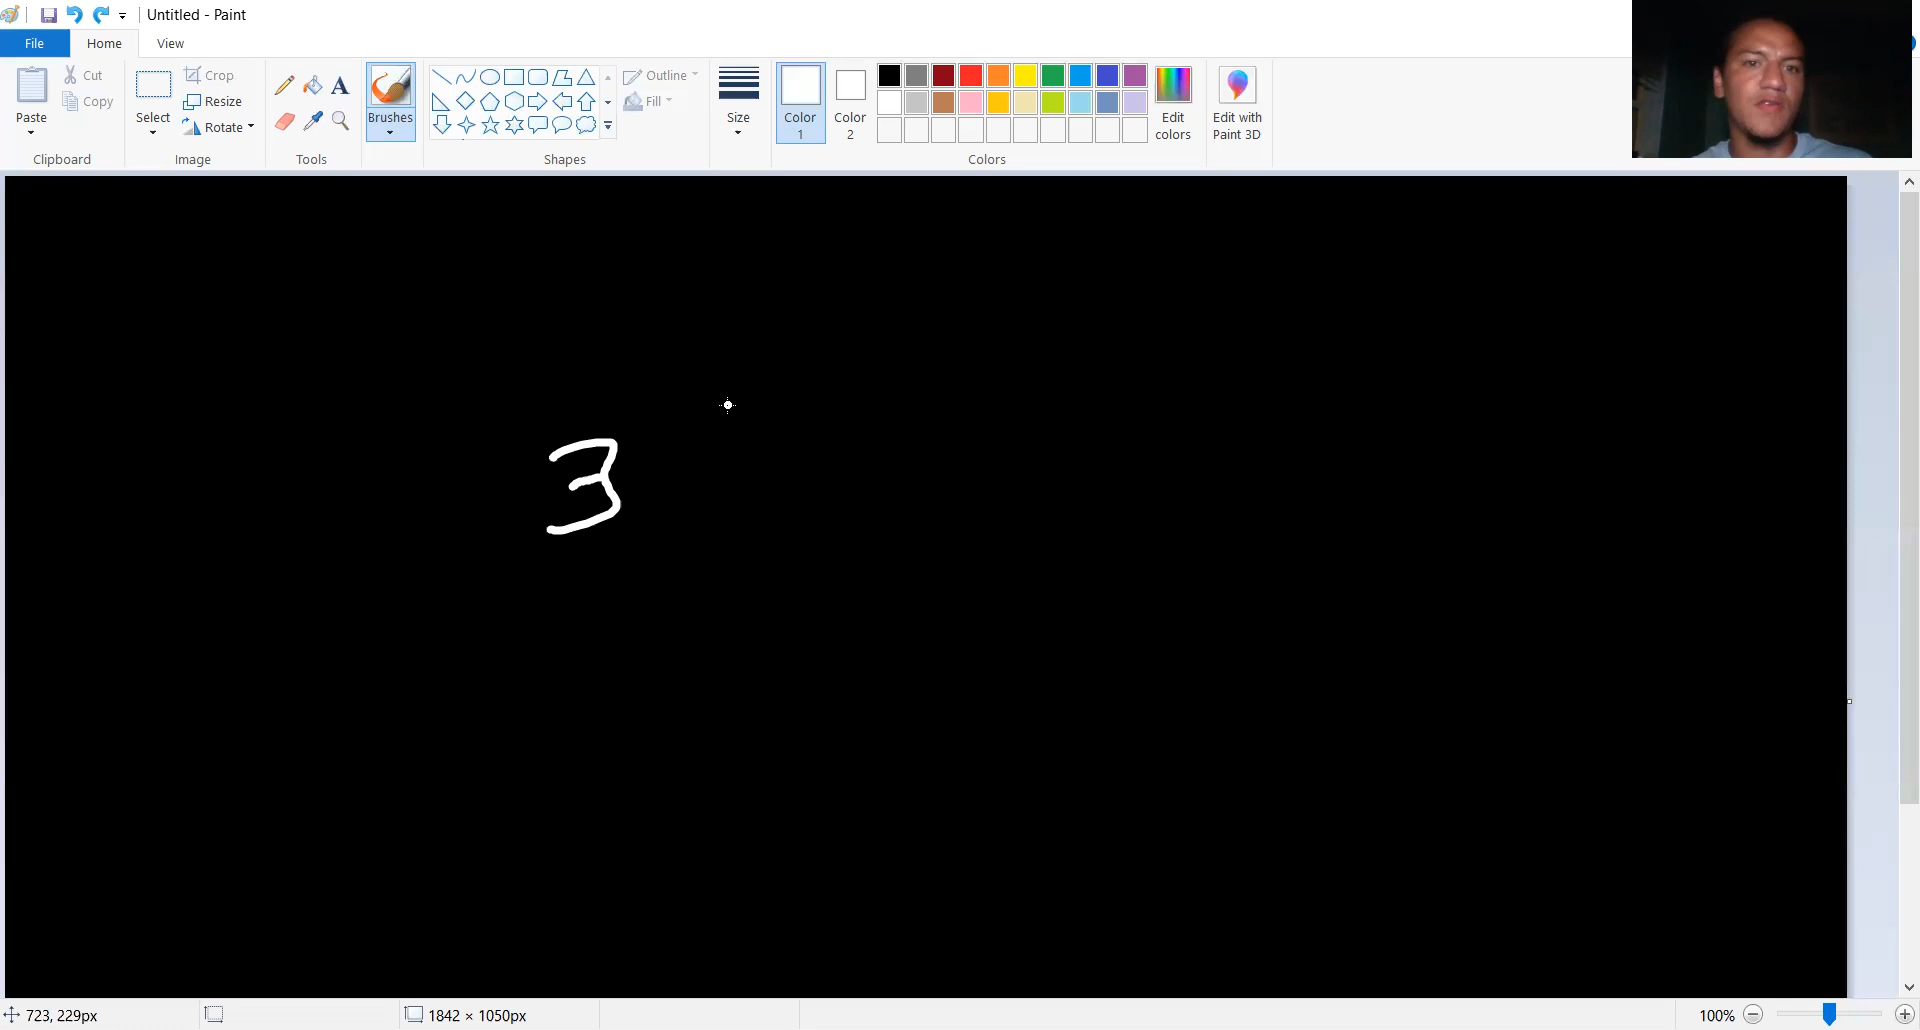 Untitled - Paint
File Home View
Paste Cut Copy Clipboard
Select Crop Resize Rotate Image
Tools
Brushes
Shapes
Outline Fill
Size
Color 1 Color 2 Colors
Edit colors
Edit with Paint 3D
3
723, 229px 1842 × 1050px 100%